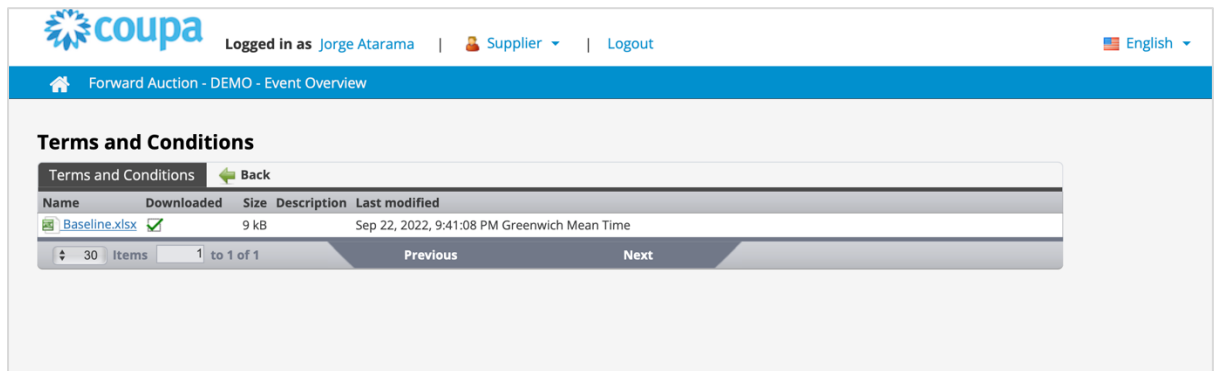 coupa
Logged in as Jorge Atarama | Supplier | Logout English
Forward Auction - DEMO - Event Overview
Terms and Conditions
Terms and Conditions Back
Name Downloaded Size Description Last modified
Baseline.xlsx 9 kB Sep 22, 2022, 9:41:08 PM Greenwich Mean Time
30 Items 1 to 1 of 1 Previous Next